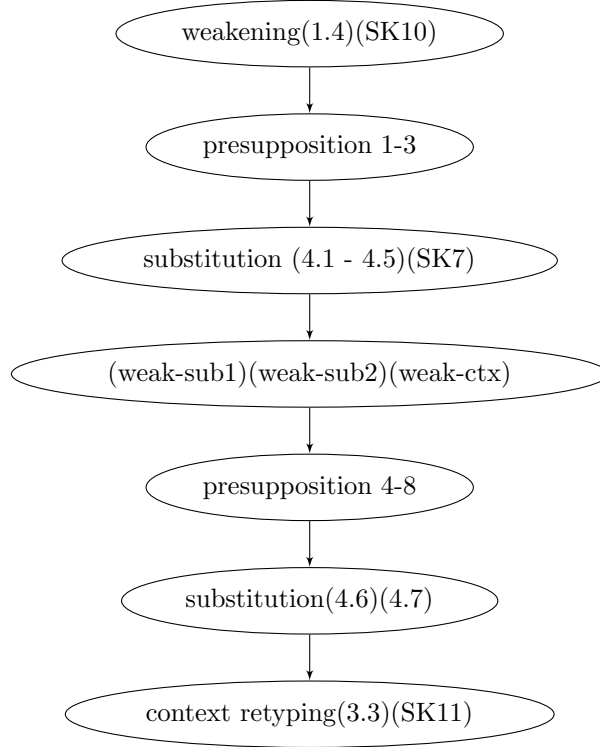 weakening(1.4)(SK10)
presupposition 1-3
substitution (4.1 - 4.5)(SK7)
(weak-sub1)(weak-sub2)(weak-ctx)
presupposition 4-8
substitution(4.6)(4.7)
context retyping(3.3)(SK11)